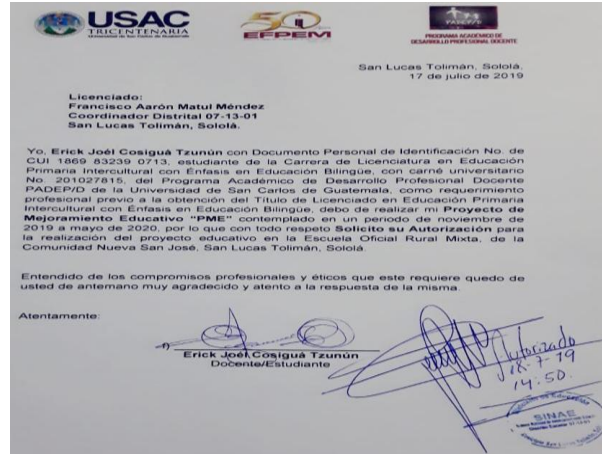 USAC
TRICENTENARIA
Universidad de San Carlos de Guatemala
50
EFPEM
PADEP/D
PROGRAMA ACADÉMICO DE
DESARROLLO PROFESIONAL DOCENTE
San Lucas Tolimán, Sololá,
17 de julio de 2019
Licenciado:
Francisco Aarón Matul Méndez
Coordinador Distrital 07-13-01
San Lucas Tolimán, Sololá.
Yo, Erick Joél Cosiguá Tzunún con Documento Personal de Identificación No. de
CUI 1869 83239 0713, estudiante de la Carrera de Licenciatura en Educación
Primaria Intercultural con Énfasis en Educación Bilingüe, con carné universitario
No. 201027815, del Programa Académico de Desarrollo Profesional Docente
PADEP/D de la Universidad de San Carlos de Guatemala, como requerimiento
profesional previo a la obtención del Título de Licenciado en Educación Primaria
Intercultural con Énfasis en Educación Bilingüe, debo de realizar mi Proyecto de
Mejoramiento Educativo "PME" contemplado en un periodo de noviembre de
2019 a mayo de 2020, por lo que con todo respeto Solicito su Autorización para
la realización del proyecto educativo en la Escuela Oficial Rural Mixta, de la
Comunidad Nueva San José, San Lucas Tolimán, Sololá.
Entendido de los compromisos profesionales y éticos que este requiere quedo de
usted de antemano muy agradecido y atento a la respuesta de la misma.
Atentamente:
Erick Joél Cosiguá Tzunún
Docente/Estudiante
Autorizado
18-7-19
14:50.
SINAE